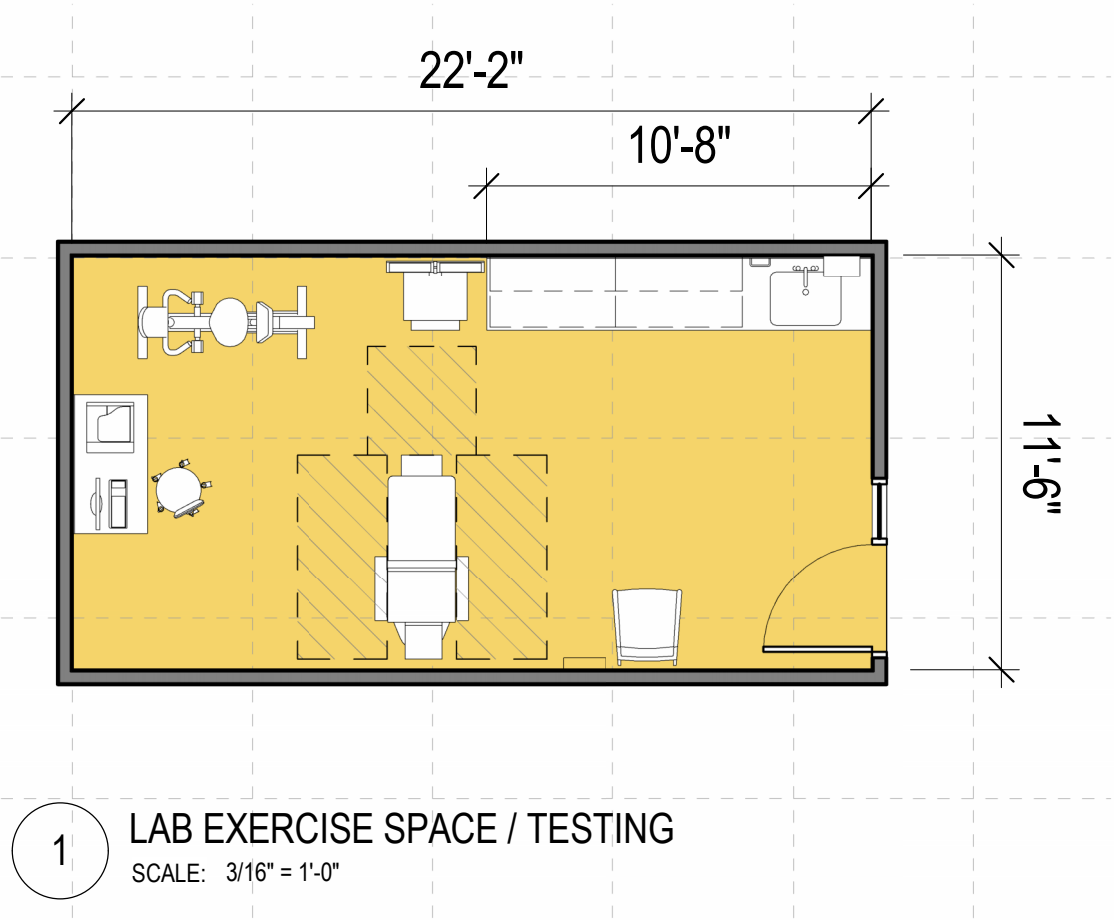 22'-2"
10'-8"
11'-6"
1
LAB EXERCISE SPACE / TESTING
SCALE: 3/16" = 1'-0"